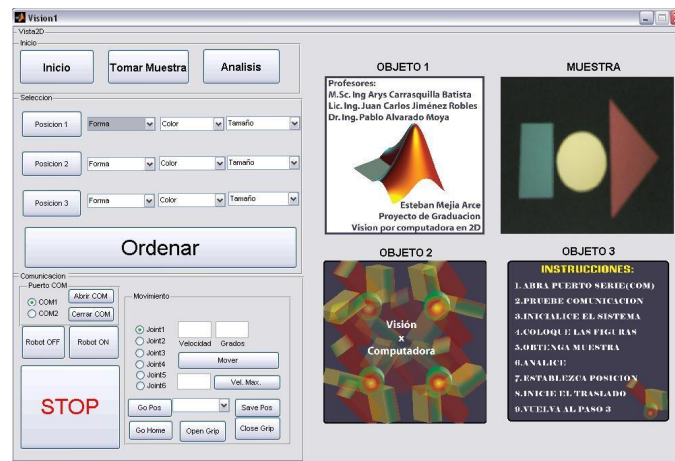 Vision1
Vista2D
Inicio
Inicio
Tomar Muestra
Analisis
Seleccion
Posicion 1
Forma
Color
Tamaño
Posicion 2
Forma
Color
Tamaño
Posicion 3
Forma
Color
Tamaño
Ordenar
Comunicacion
Puerto COM
COM1
COM2
Abrir COM
Cerrar COM
Robot OFF
Robot ON
STOP
Movimiento
Joint1
Joint2
Joint3
Joint4
Joint5
Joint6
Velocidad
Grados
Mover
Vel. Max.
Go Pos
Save Pos
Go Home
Open Grip
Close Grip
OBJETO 1
Profesores:
M.Sc. Ing Arys Carrasquilla Batista
Lic. Ing. Juan Carlos Jiménez Robles
Dr. Ing. Pablo Alvarado Moya
Esteban Mejia Arce
Proyecto de Graduacion
Vision por computadora en 2D
MUESTRA
OBJETO 2
Visión
x
Computadora
OBJETO 3
INSTRUCCIONES:
1. ABRA PUERTO SERIE(COM)
2.PRUEBE COMUNICACION
3.INICIALICE EL SISTEMA
4.COLOQUE LAS FIGURAS
5.OBTENGA MUESTRA
6.ANALICE
7.ESTABLEZCA POSICION
8.INICIE EL TRASLADO
9.VUELVA AL PASO 3